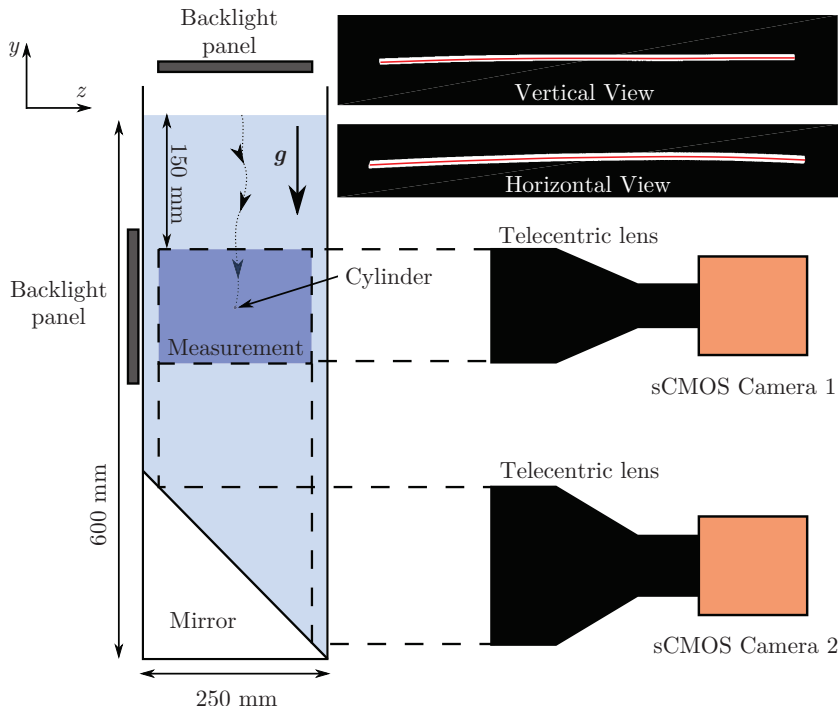 Backlight
panel
y
z
Vertical View
150 mm
g
Horizontal View
Telecentric lens
Backlight
panel
Cylinder
Measurement
sCMOS Camera 1
600 mm
Telecentric lens
Mirror
sCMOS Camera 2
250 mm